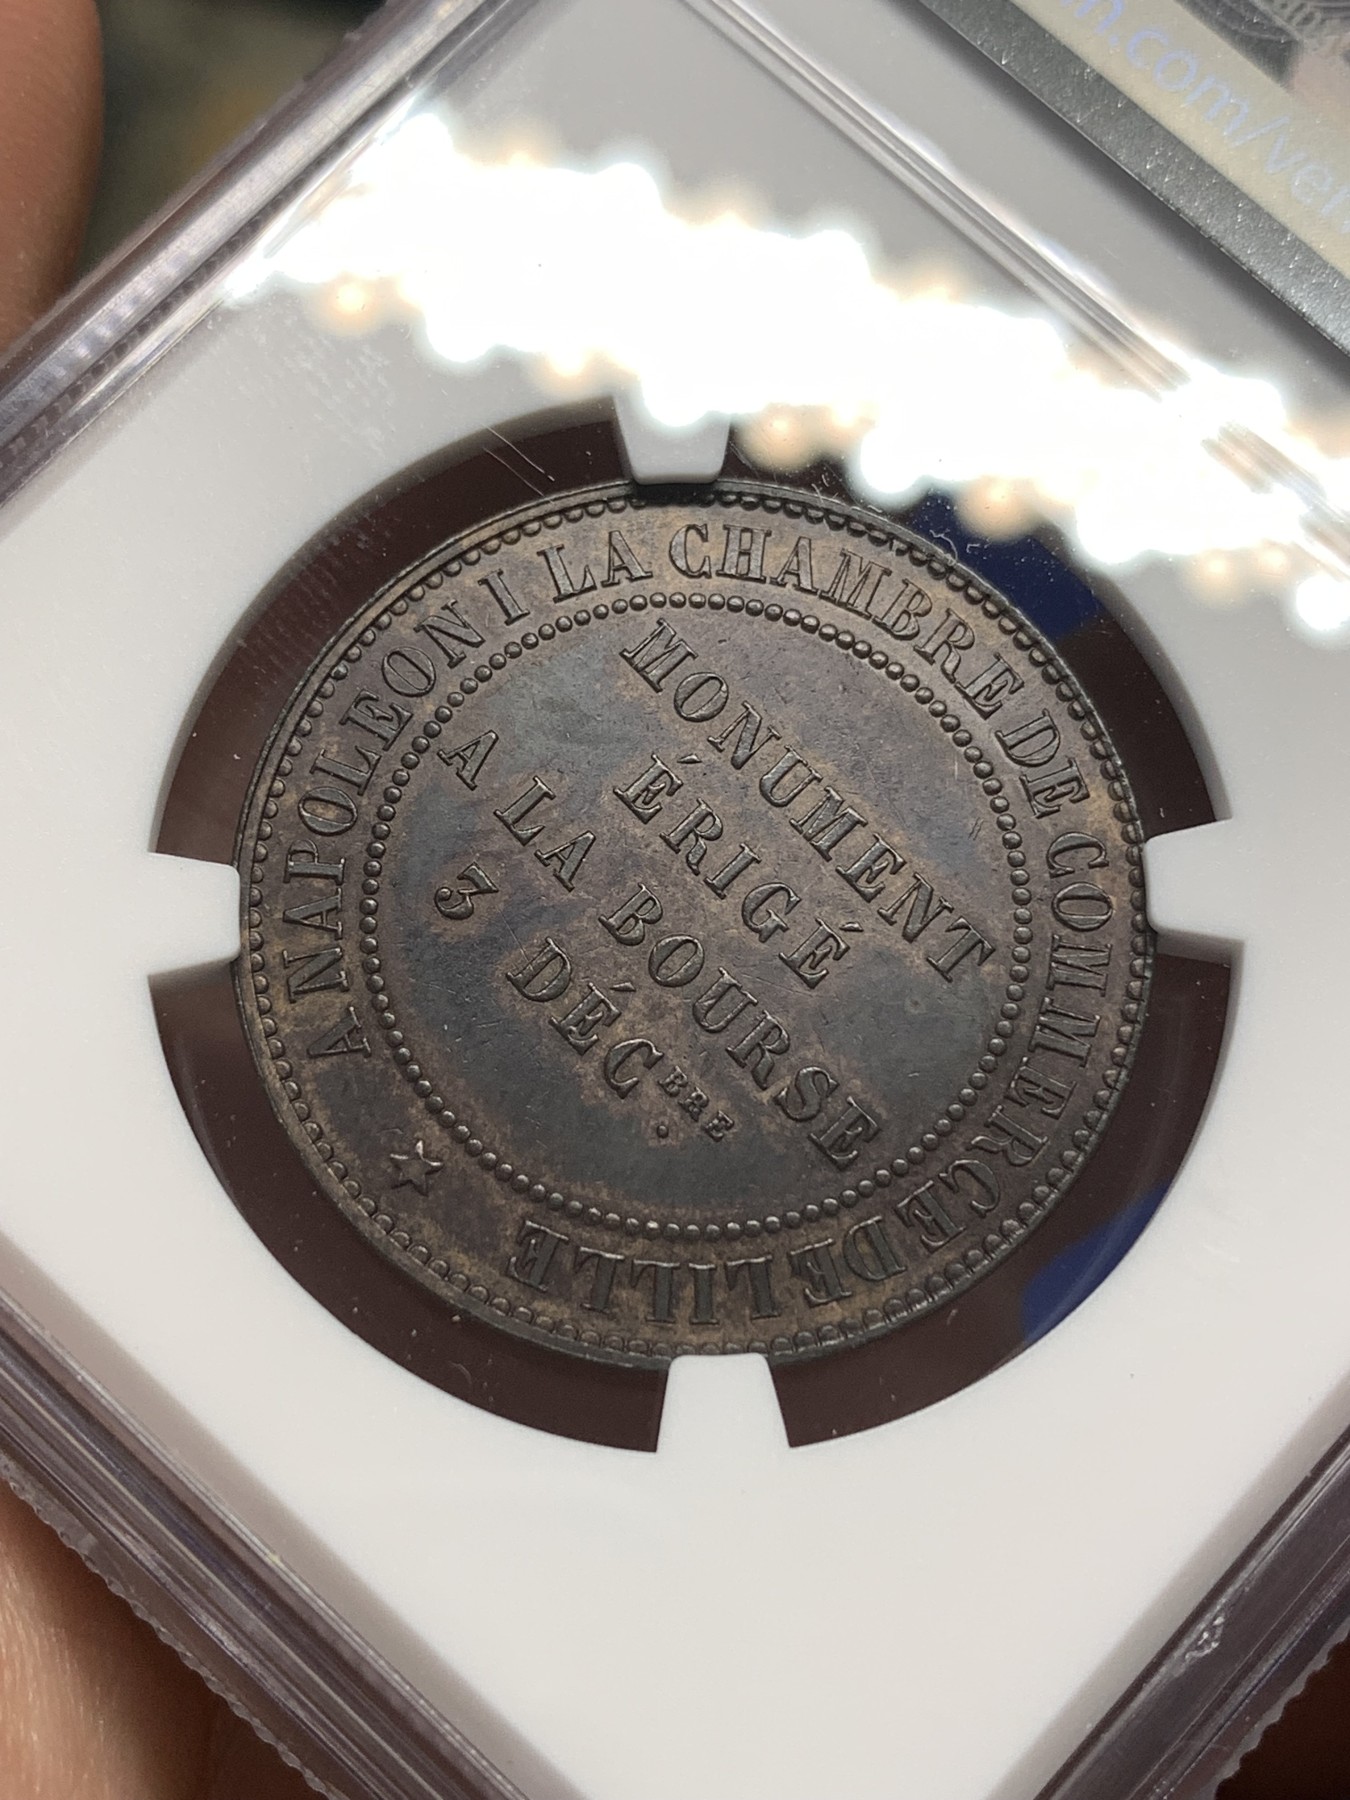 A NAPOLEON I LA CHAMBRE DE COMMERCE DE LILLE
MONUMENT
ÉRIGÉ
A LA BOURSE
3 DÉCBRE.